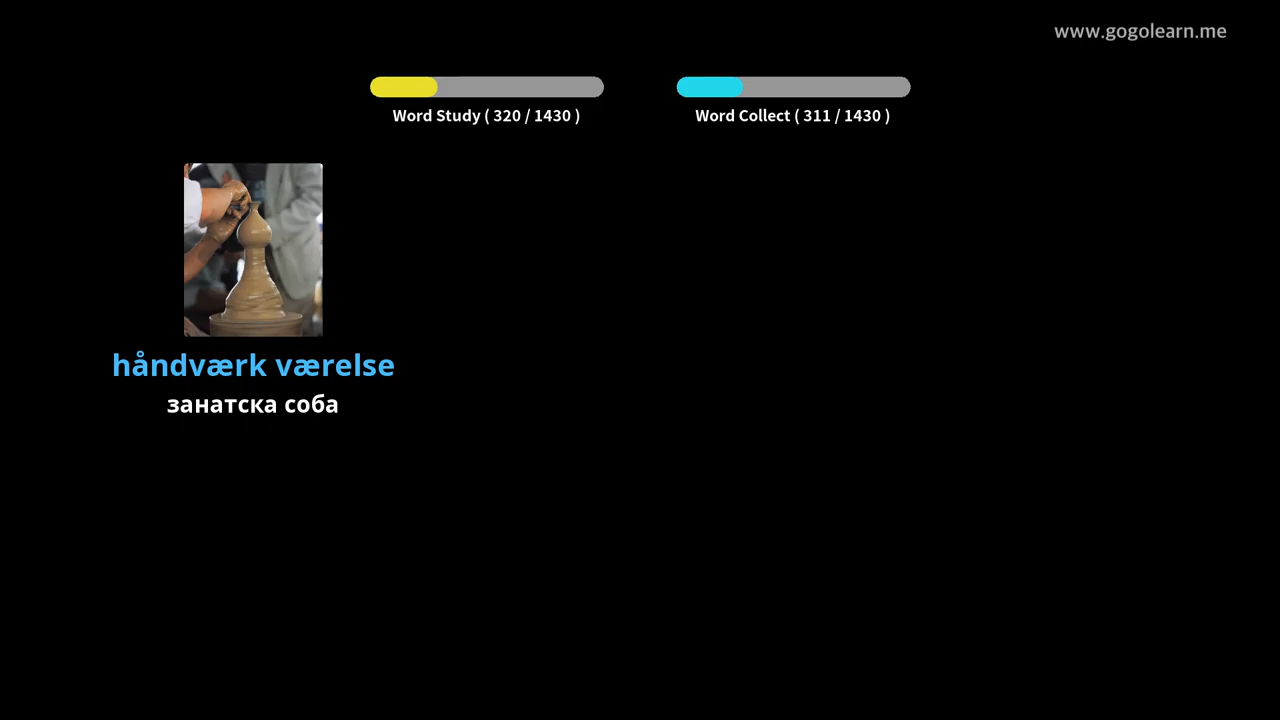 www.gogolearn.me
Word Study ( 320 / 1430 )
Word Collect ( 311 / 1430 )
håndværk værelse
занатска соба